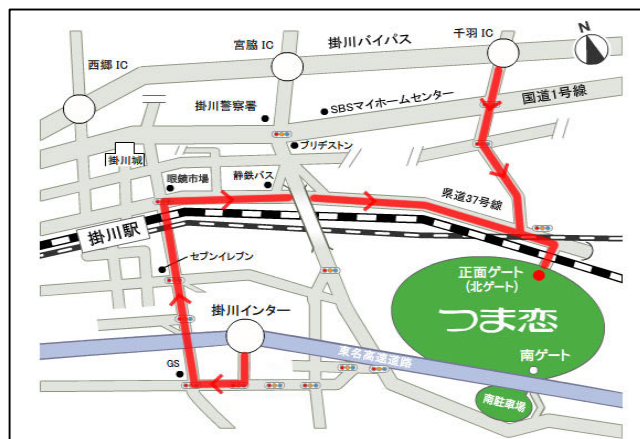 千羽 IC
N
宮脇 IC
掛川バイパス
西郷 IC
国道1号線
SBSマイホームセンター
掛川警察署
ブリヂストン
掛川城
眼鏡市場
静鉄バス
県道37号線
掛川駅
セブンイレブン
正面ゲート
(北ゲート)
掛川インター
つま恋
東名高速道路
南ゲート
GS
南駐車場